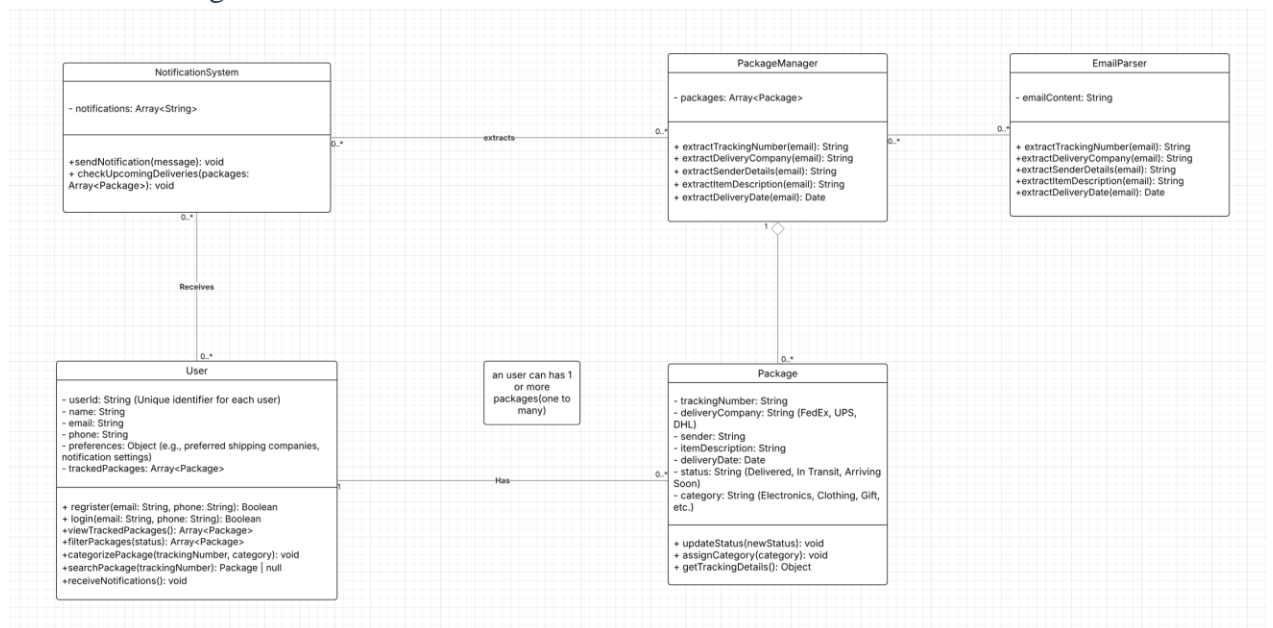 NotificationSystem
- notifications: Array<String>
+sendNotification(message): void
+ checkUpcomingDeliveries(packages:
Array<Package>): void
0..*
extracts
0..*
PackageManager
- packages: Array<Package>
+ extractTrackingNumber(email): String
+ extractDeliveryCompany(email): String
+ extractSenderDetails(email): String
+ extractItemDescription(email): String
+ extractDeliveryDate(email): Date
0..*
0..*
EmailParser
- emailContent: String
+ extractTrackingNumber(email): String
+extractDeliveryCompany(email): String
+extractSenderDetails(email): String
+extractItemDescription(email): String
+extractDeliveryDate(email): Date
0..*
Receives
0..*
1
0..*
User
- userId: String (Unique identifier for each user)
- name: String
- email: String
- phone: String
- preferences: Object (e.g., preferred shipping companies,
notification settings)
- trackedPackages: Array<Package>
+ regrister(email: String, phone: String): Boolean
+ login(email: String, phone: String): Boolean
+viewTrackedPackages(): Array<Package>
+filterPackages(status): Array<Package>
+categorizePackage(trackingNumber, category): void
+searchPackage(trackingNumber): Package | null
+receiveNotifications(): void
an user can has 1
or more
packages(one to
many)
1
Has
0..*
Package
- trackingNumber: String
- deliveryCompany: String (FedEx, UPS,
DHL)
- sender: String
- itemDescription: String
- deliveryDate: Date
- status: String (Delivered, In Transit, Arriving
Soon)
- category: String (Electronics, Clothing, Gift,
etc.)
+ updateStatus(newStatus): void
+ assignCategory(category): void
+ getTrackingDetails(): Object